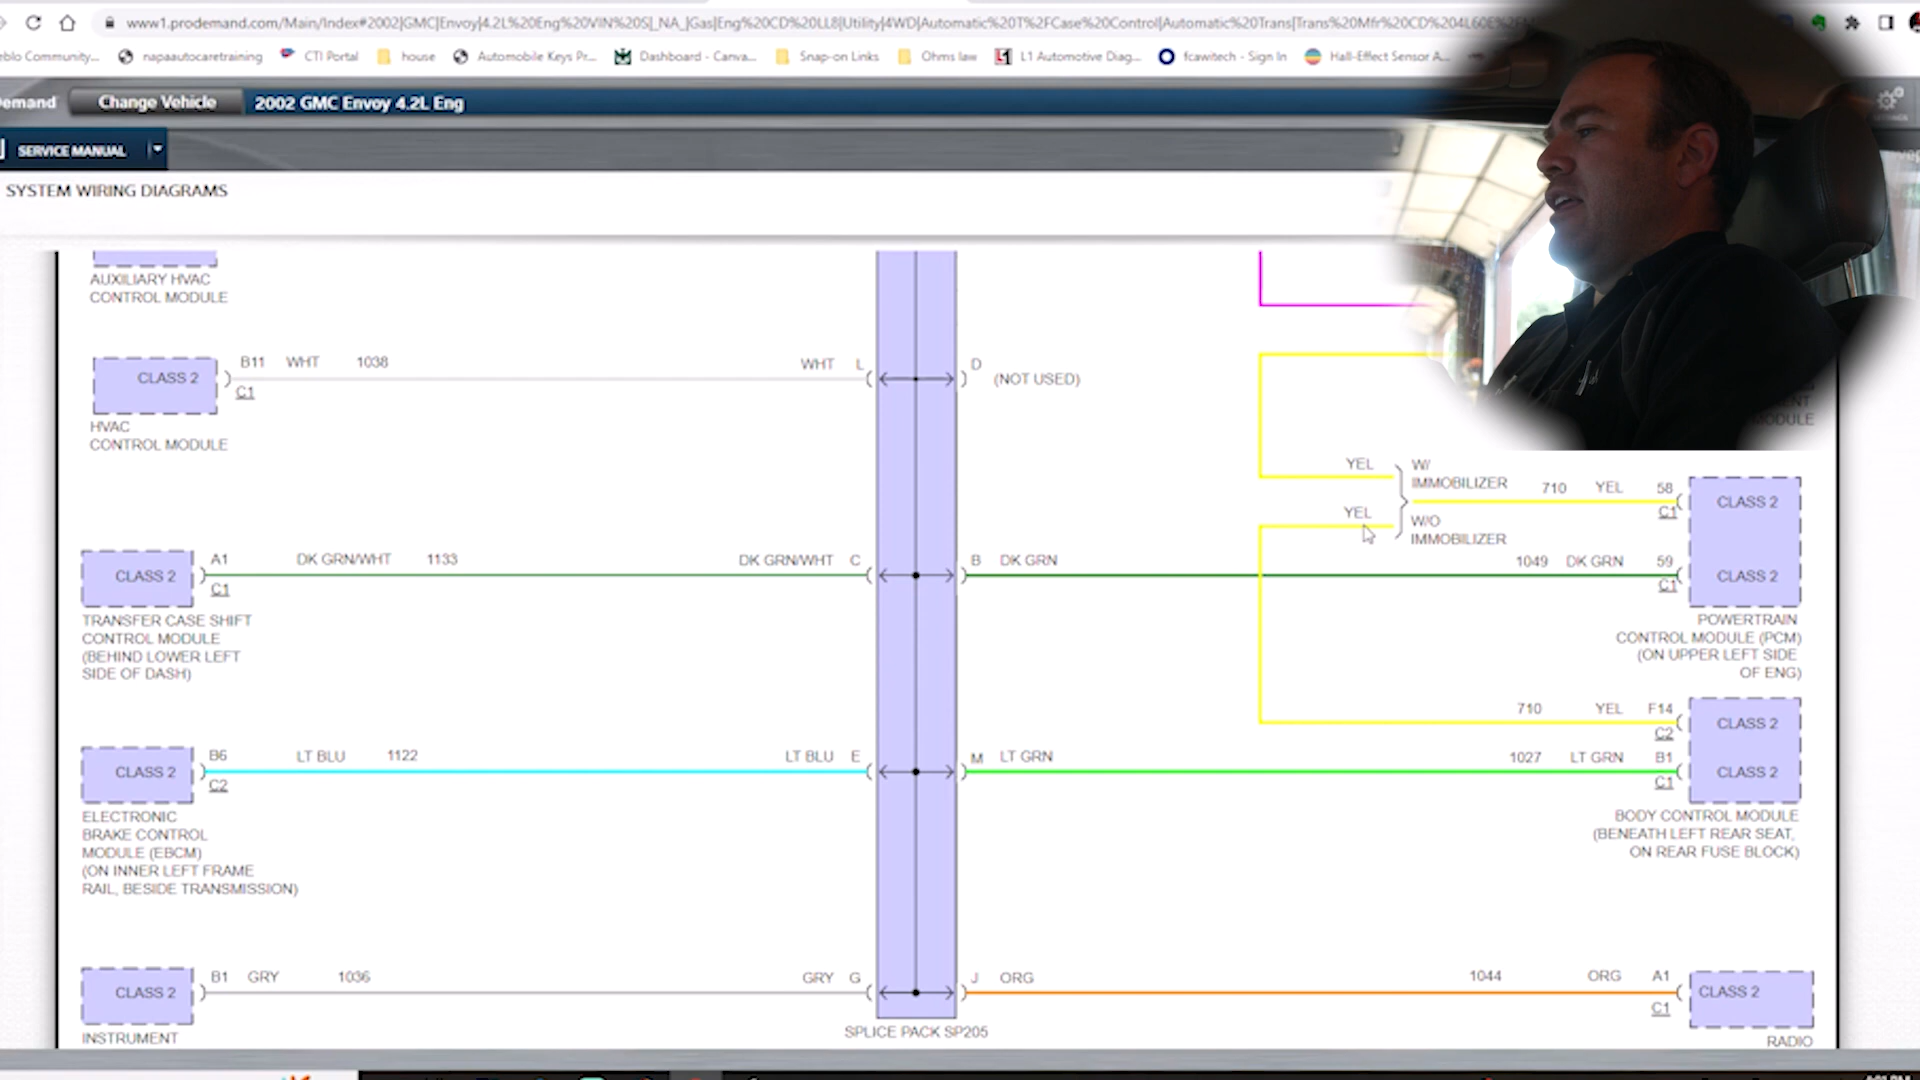 www1.prodemand.com/Main/Index#2002|GMC|Envoy|4.2L%20Eng%20VIN%20S|_NA_|Gas|Eng%20CD%20LL8|Utility|4WD|Automatic%20T%2FCase%20Control|Automatic%20Trans|Trans%20Mfr%20CD%204L60E%2F
eblo Community... napaautocaretraining CTI Portal house Automobile Keys Pr... Dashboard - Canva... Snap-on Links Ohms law L1 Automotive Diag... fcawitech - Sign In Hall-Effect Sensor A...
Demand Change Vehicle 2002 GMC Envoy 4.2L Eng
SERVICE MANUAL
SYSTEM WIRING DIAGRAMS
AUXILIARY HVAC
CONTROL MODULE
CLASS 2 B11 WHT 1038 WHT L D (NOT USED)
C1
HVAC
CONTROL MODULE
MODULE
YEL W/
IMMOBILIZER 710 YEL 58 CLASS 2
C1
YEL W/O
IMMOBILIZER
CLASS 2 A1 DK GRN/WHT 1133 DK GRN/WHT C B DK GRN 1049 DK GRN 59 CLASS 2
C1 C1
TRANSFER CASE SHIFT
CONTROL MODULE
(BEHIND LOWER LEFT
SIDE OF DASH)
POWERTRAIN
CONTROL MODULE (PCM)
(ON UPPER LEFT SIDE
OF ENG)
710 YEL F14 CLASS 2
C2
CLASS 2 B6 LT BLU 1122 LT BLU E M LT GRN 1027 LT GRN B1 CLASS 2
C2 C1
ELECTRONIC
BRAKE CONTROL
MODULE (EBCM)
(ON INNER LEFT FRAME
RAIL, BESIDE TRANSMISSION)
BODY CONTROL MODULE
(BENEATH LEFT REAR SEAT,
ON REAR FUSE BLOCK)
CLASS 2 B1 GRY 1036 GRY G J ORG 1044 ORG A1 CLASS 2
C1
INSTRUMENT
SPLICE PACK SP205
RADIO